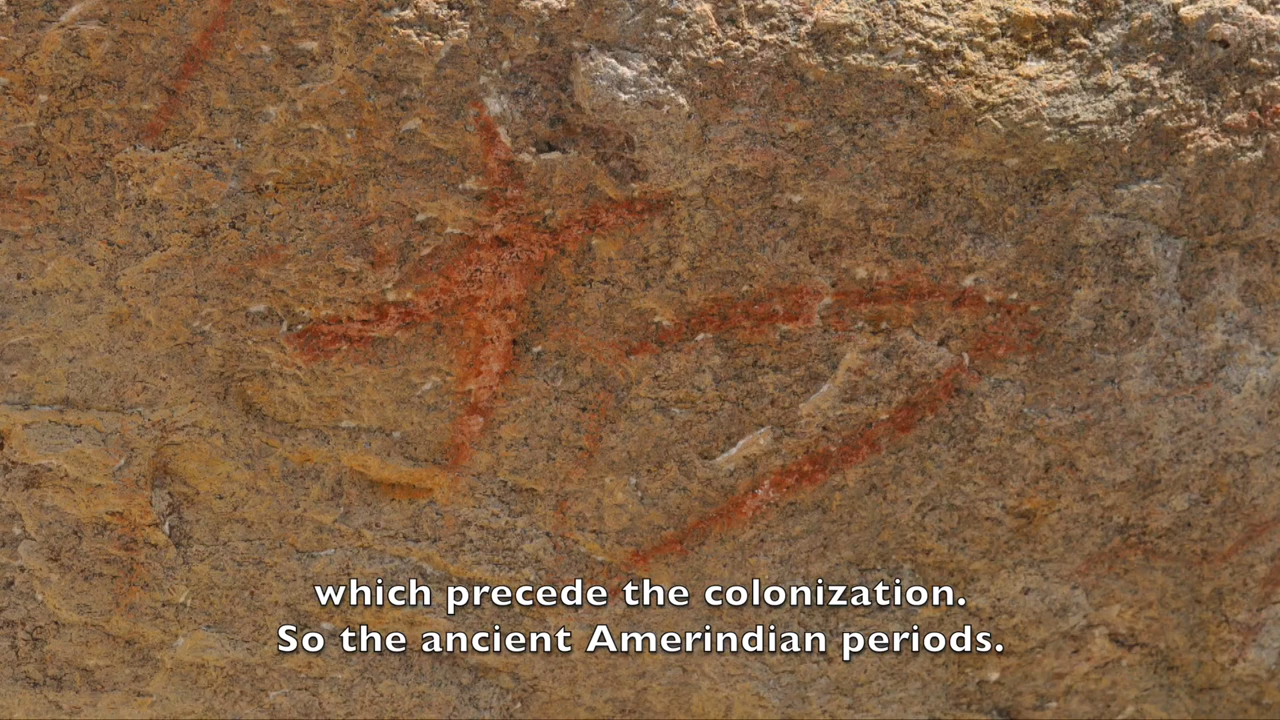 which precede the colonization.
So the ancient Amerindian periods.